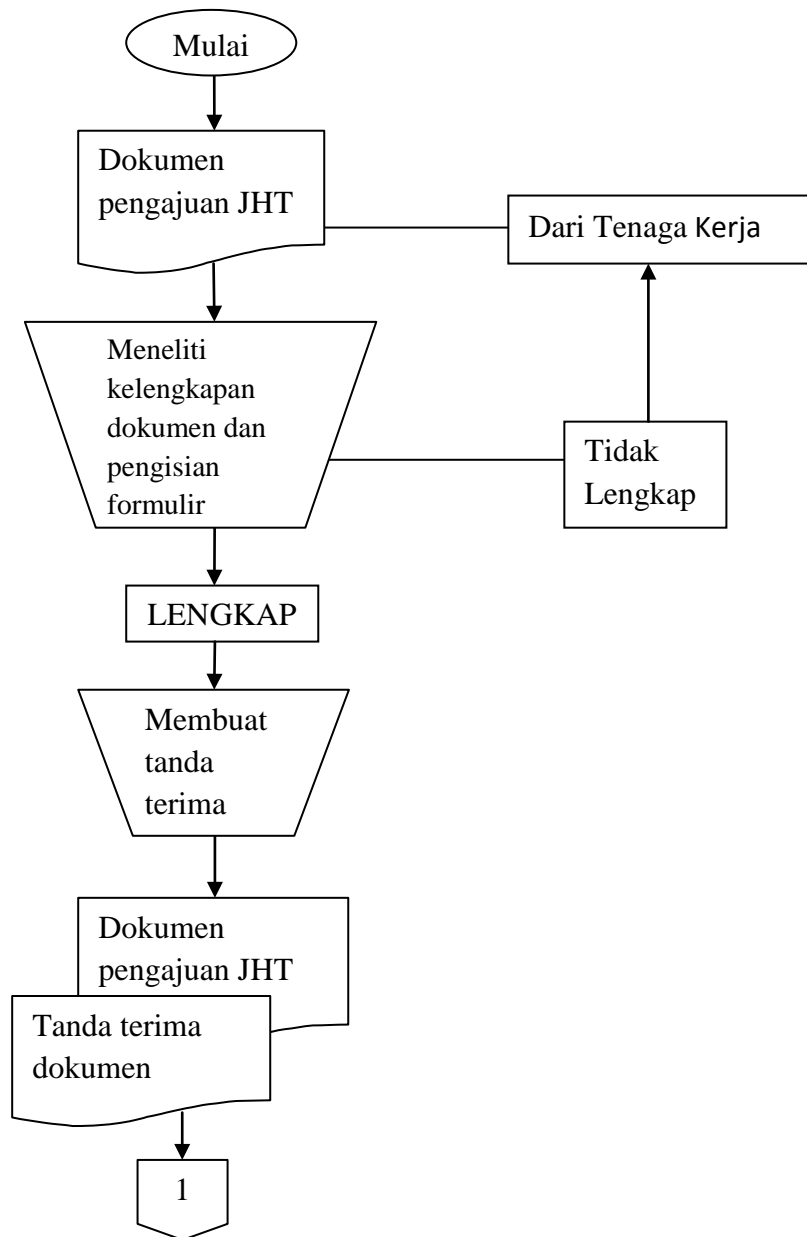 Mulai
Dokumen
pengajuan JHT
Dari Tenaga Kerja
Meneliti
kelengkapan
dokumen dan
pengisian
formulir
Tidak
Lengkap
LENGKAP
Membuat
tanda
terima
Dokumen
pengajuan JHT
Tanda terima
dokumen
1